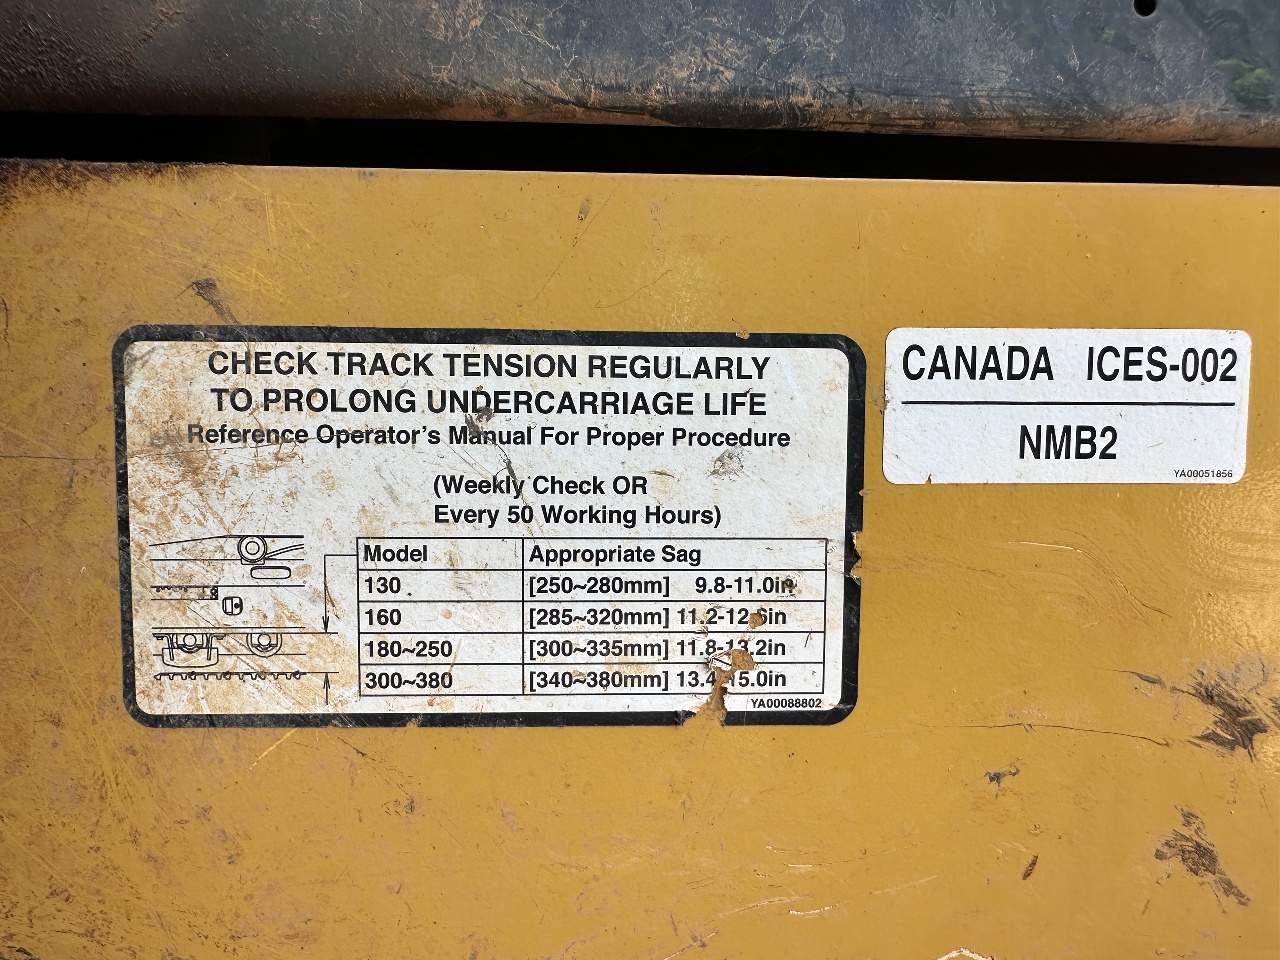 CHECK TRACK TENSION REGULARLY
TO PROLONG UNDERCARRIAGE LIFE
Reference Operator's Manual For Proper Procedure
(Weekly Check OR
Every 50 Working Hours)
Model Appropriate Sag
130 [250~280mm] 9.8-11.0in
160 [285~320mm] 11.2-12.6in
180~250 [300~335mm] 11.8-13.2in
300~380 [340~380mm] 13.4-15.0in
YA00088802
CANADA ICES-002
NMB2
YA00051856